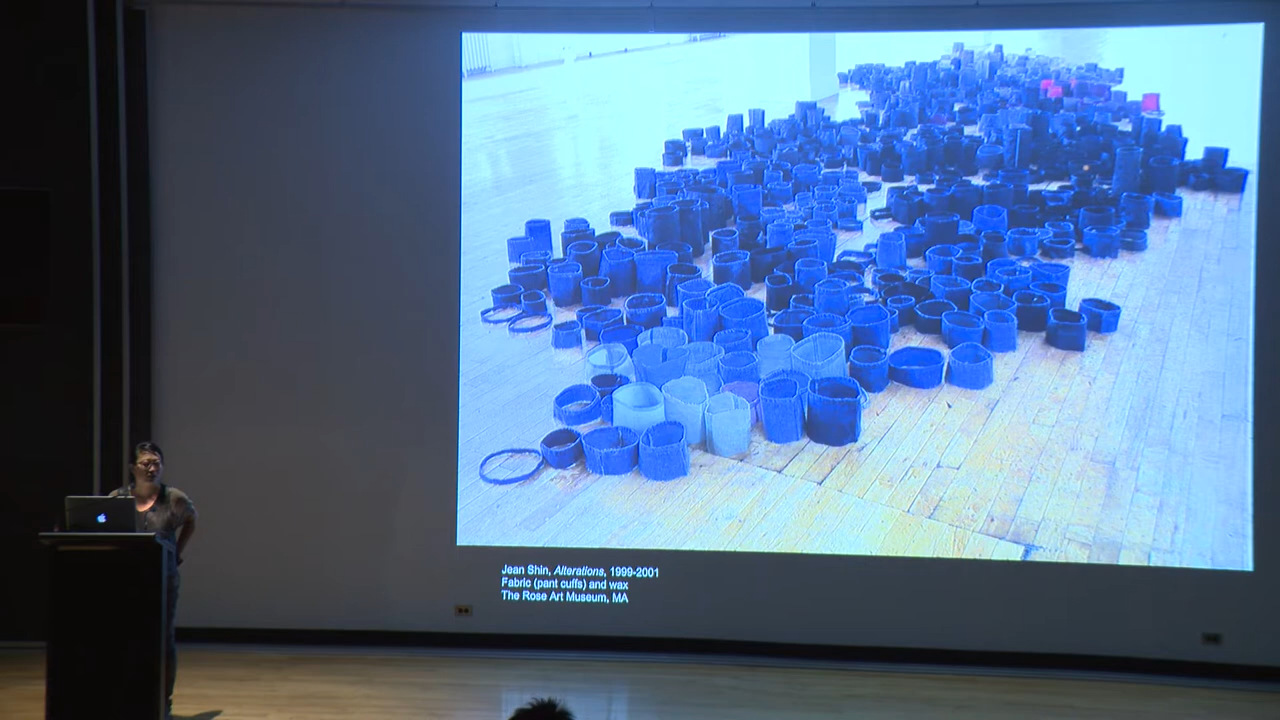 Jean Shin, Alterations, 1999-2001
Fabric (pant cuffs) and wax
The Rose Art Museum, MA